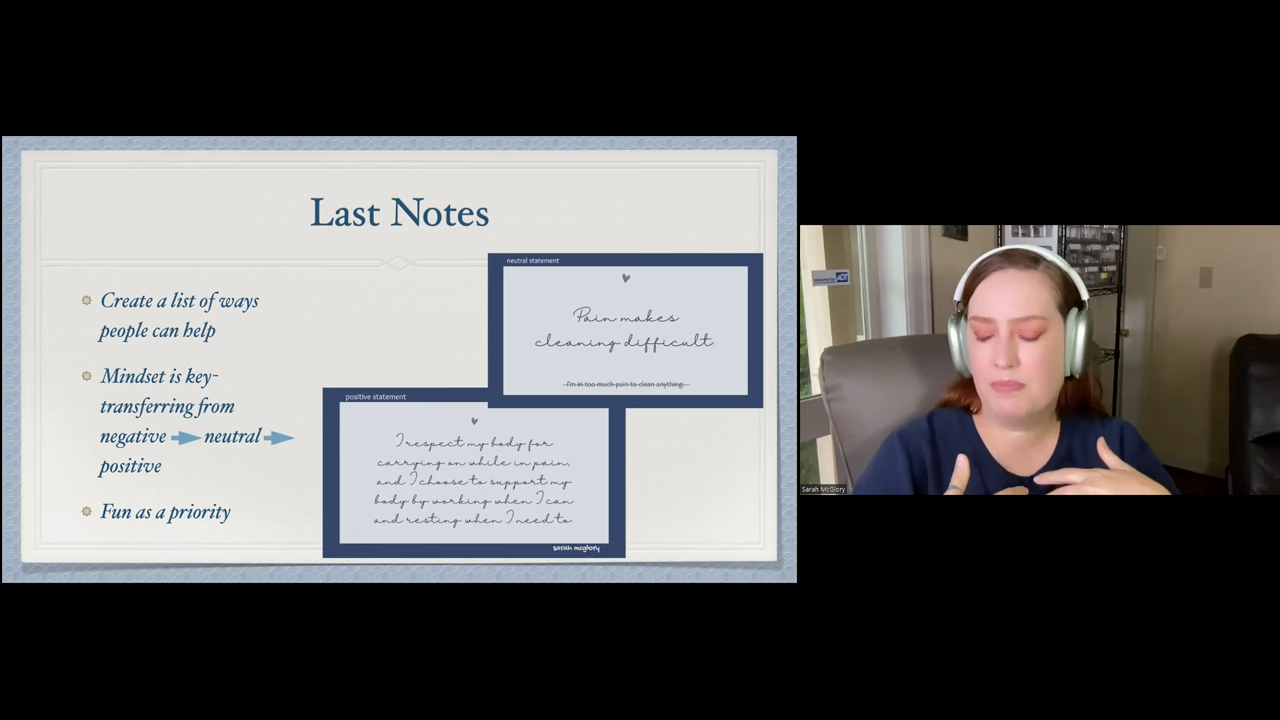 Last Notes
Create a list of ways
people can help
Mindset is key-
transferring from
negative neutral
positive
Fun as a priority
neutral statement
Pain makes
cleaning difficult.
I'm in too much pain to clean anything.
positive statement
I respect my body for
carrying on while in pain,
and I choose to support my
body by working when I can
and resting when I need to.
sarah mcglory
ADT
Sarah McGlory